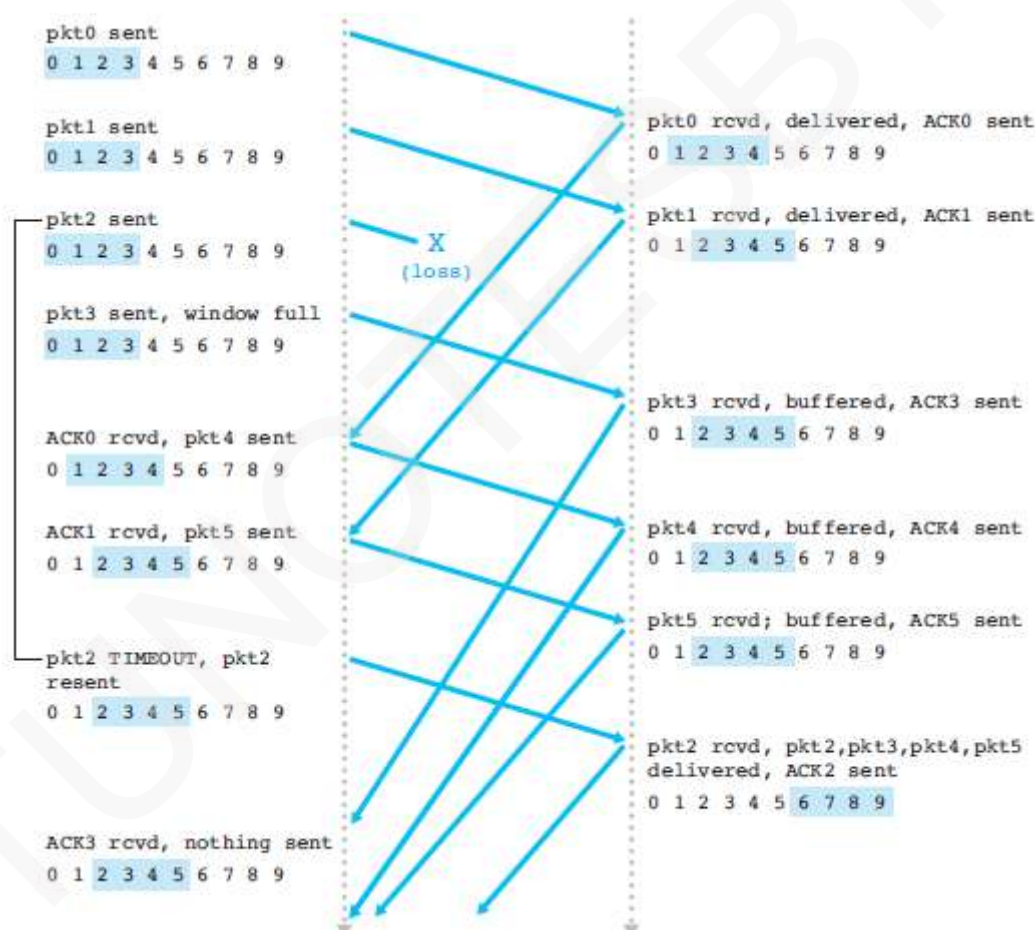 pkt0 sent
0 1 2 3 4 5 6 7 8 9
pkt1 sent
0 1 2 3 4 5 6 7 8 9
pkt2 sent
0 1 2 3 4 5 6 7 8 9
pkt3 sent, window full
0 1 2 3 4 5 6 7 8 9
ACK0 rcvd, pkt4 sent
0 1 2 3 4 5 6 7 8 9
ACK1 rcvd, pkt5 sent
0 1 2 3 4 5 6 7 8 9
pkt2 TIMEOUT, pkt2
resent
0 1 2 3 4 5 6 7 8 9
ACK3 rcvd, nothing sent
0 1 2 3 4 5 6 7 8 9
X
(loss)
pkt0 rcvd, delivered, ACK0 sent
0 1 2 3 4 5 6 7 8 9
pkt1 rcvd, delivered, ACK1 sent
0 1 2 3 4 5 6 7 8 9
pkt3 rcvd, buffered, ACK3 sent
0 1 2 3 4 5 6 7 8 9
pkt4 rcvd, buffered, ACK4 sent
0 1 2 3 4 5 6 7 8 9
pkt5 rcvd; buffered, ACK5 sent
0 1 2 3 4 5 6 7 8 9
pkt2 rcvd, pkt2,pkt3,pkt4,pkt5
delivered, ACK2 sent
0 1 2 3 4 5 6 7 8 9